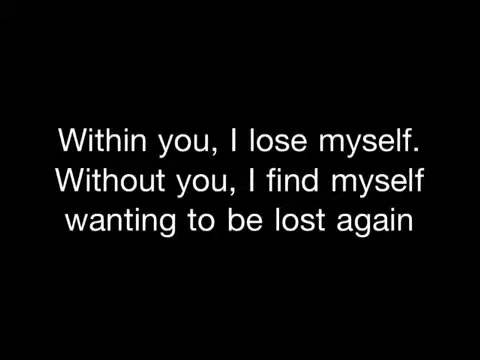 Within you, I lose myself.
Without you, I find myself
wanting to be lost again